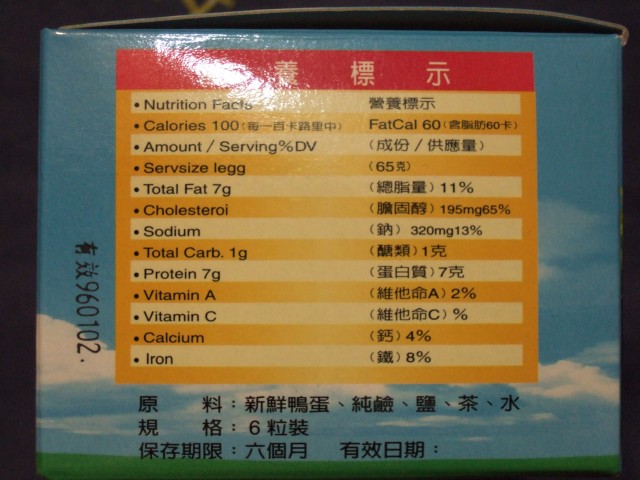 養標示
• Nutrition Facts 營養標示
• Calories 100(每一百卡路里中) FatCal 60(含脂肪60卡)
• Amount / Serving%DV (成份/供應量)
• Servsize legg (65克)
• Total Fat 7g (總脂量)11%
• Cholesteroi (膽固醇)195mg65%
• Sodium (鈉) 320mg13%
• Total Carb. 1g (醣類)1克
• Protein 7g (蛋白質)7克
• Vitamin A (維他命A)2%
• Vitamin C (維他命C)%
• Calcium (鈣)4%
• Iron (鐵)8%
原 料:新鮮鴨蛋、純鹼、鹽、茶、水
規 格:6粒裝
保存期限:六個月 有效日期:
有效960102.